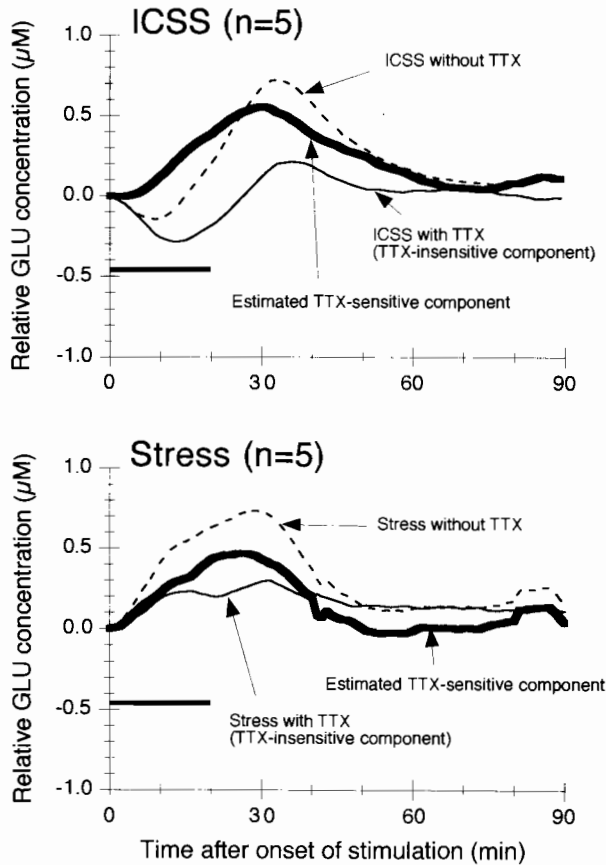 ICSS (n=5)
Relative GLU concentration (µM)
1.0
0.5
0.0
-0.5
-1.0
ICSS without TTX
ICSS with TTX
(TTX-insensitive component)
Estimated TTX-sensitive component
0
30
60
90
Stress (n=5)
Relative GLU concentration (µM)
1.0
0.5
0.0
-0.5
-1.0
Stress without TTX
Estimated TTX-sensitive component
Stress with TTX
(TTX-insensitive component)
0
30
60
90
Time after onset of stimulation (min)